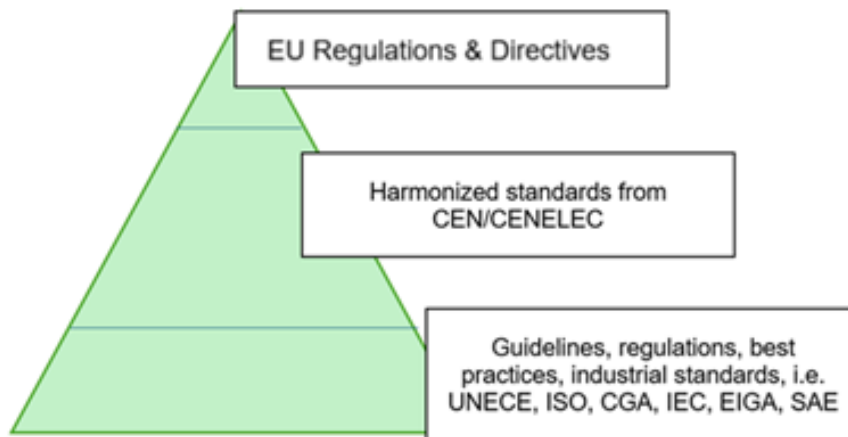 EU Regulations & Directives
Harmonized standards from
CEN/CENELEC
Guidelines, regulations, best
practices, industrial standards, i.e.
UNECE, ISO, CGA, IEC, EIGA, SAE